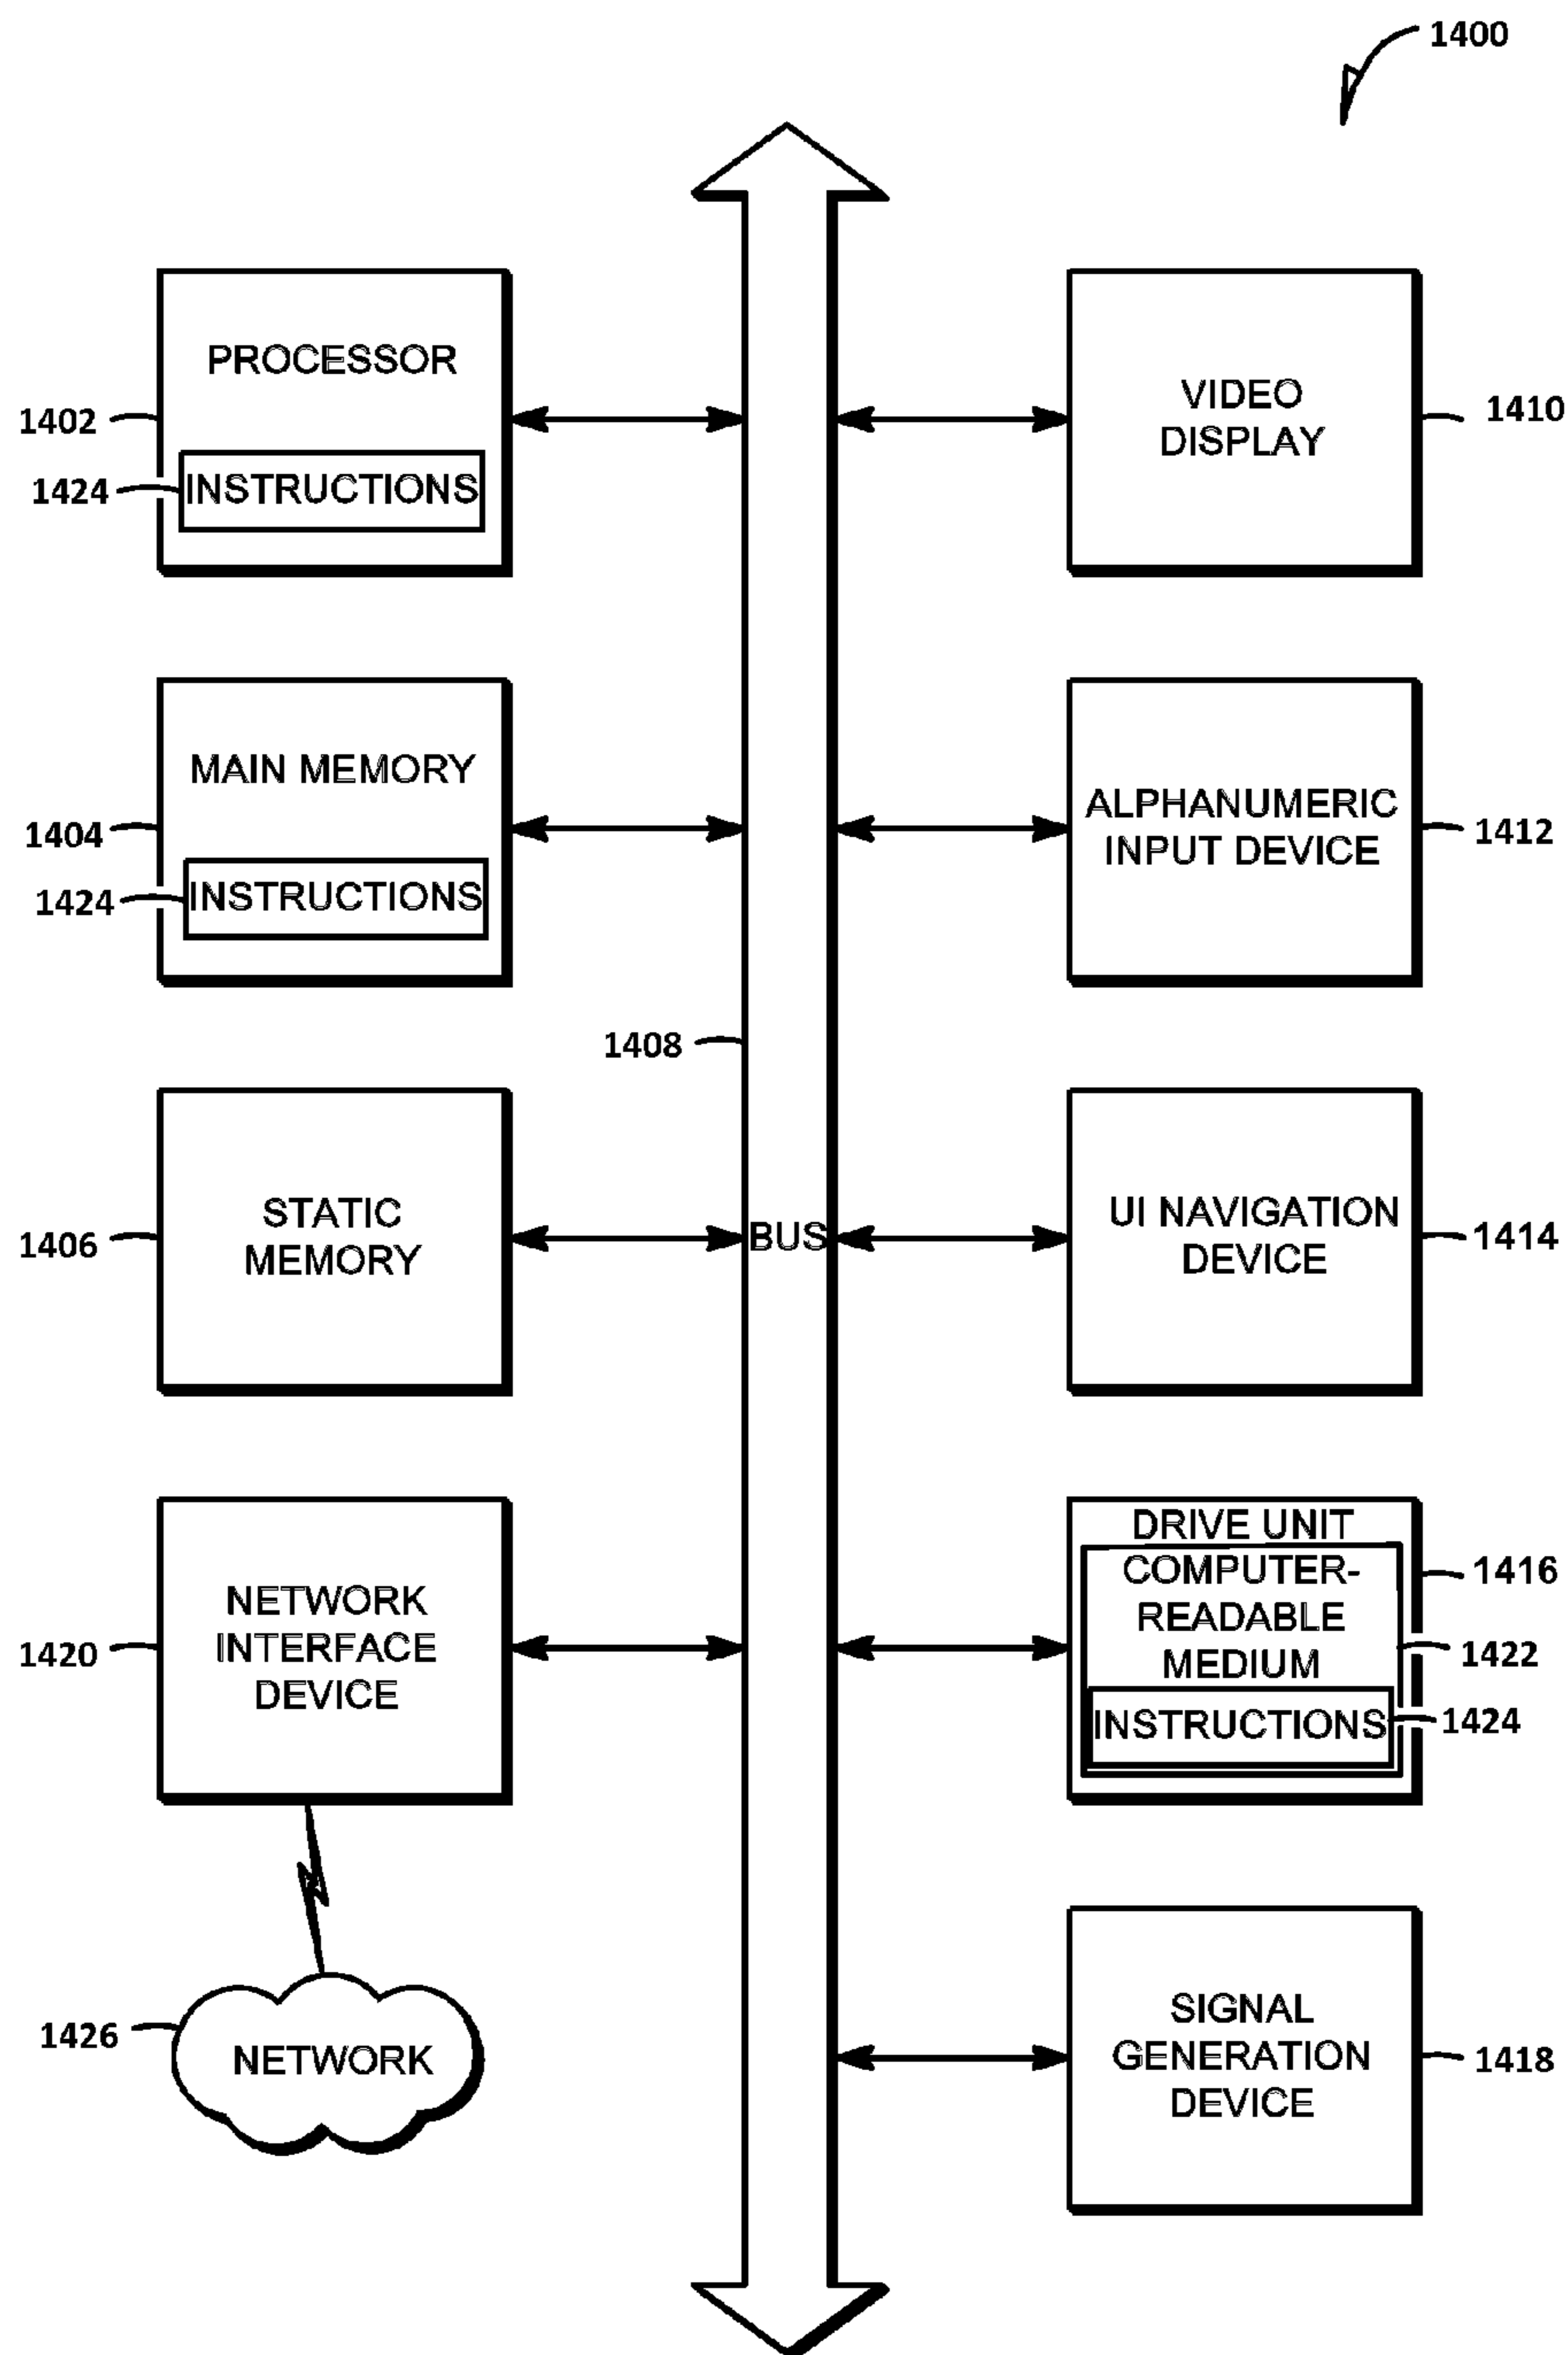 1400
PROCESSOR
1402
1424
INSTRUCTIONS
VIDEO
DISPLAY
1410
MAIN MEMORY
1404
1424
INSTRUCTIONS
ALPHANUMERIC
INPUT DEVICE
1412
1408
STATIC
MEMORY
1406
BUS
UI NAVIGATION
DEVICE
1414
NETWORK
INTERFACE
DEVICE
1420
DRIVE UNIT
COMPUTER-
READABLE
MEDIUM
INSTRUCTIONS
1416
1422
1424
1426
NETWORK
SIGNAL
GENERATION
DEVICE
1418